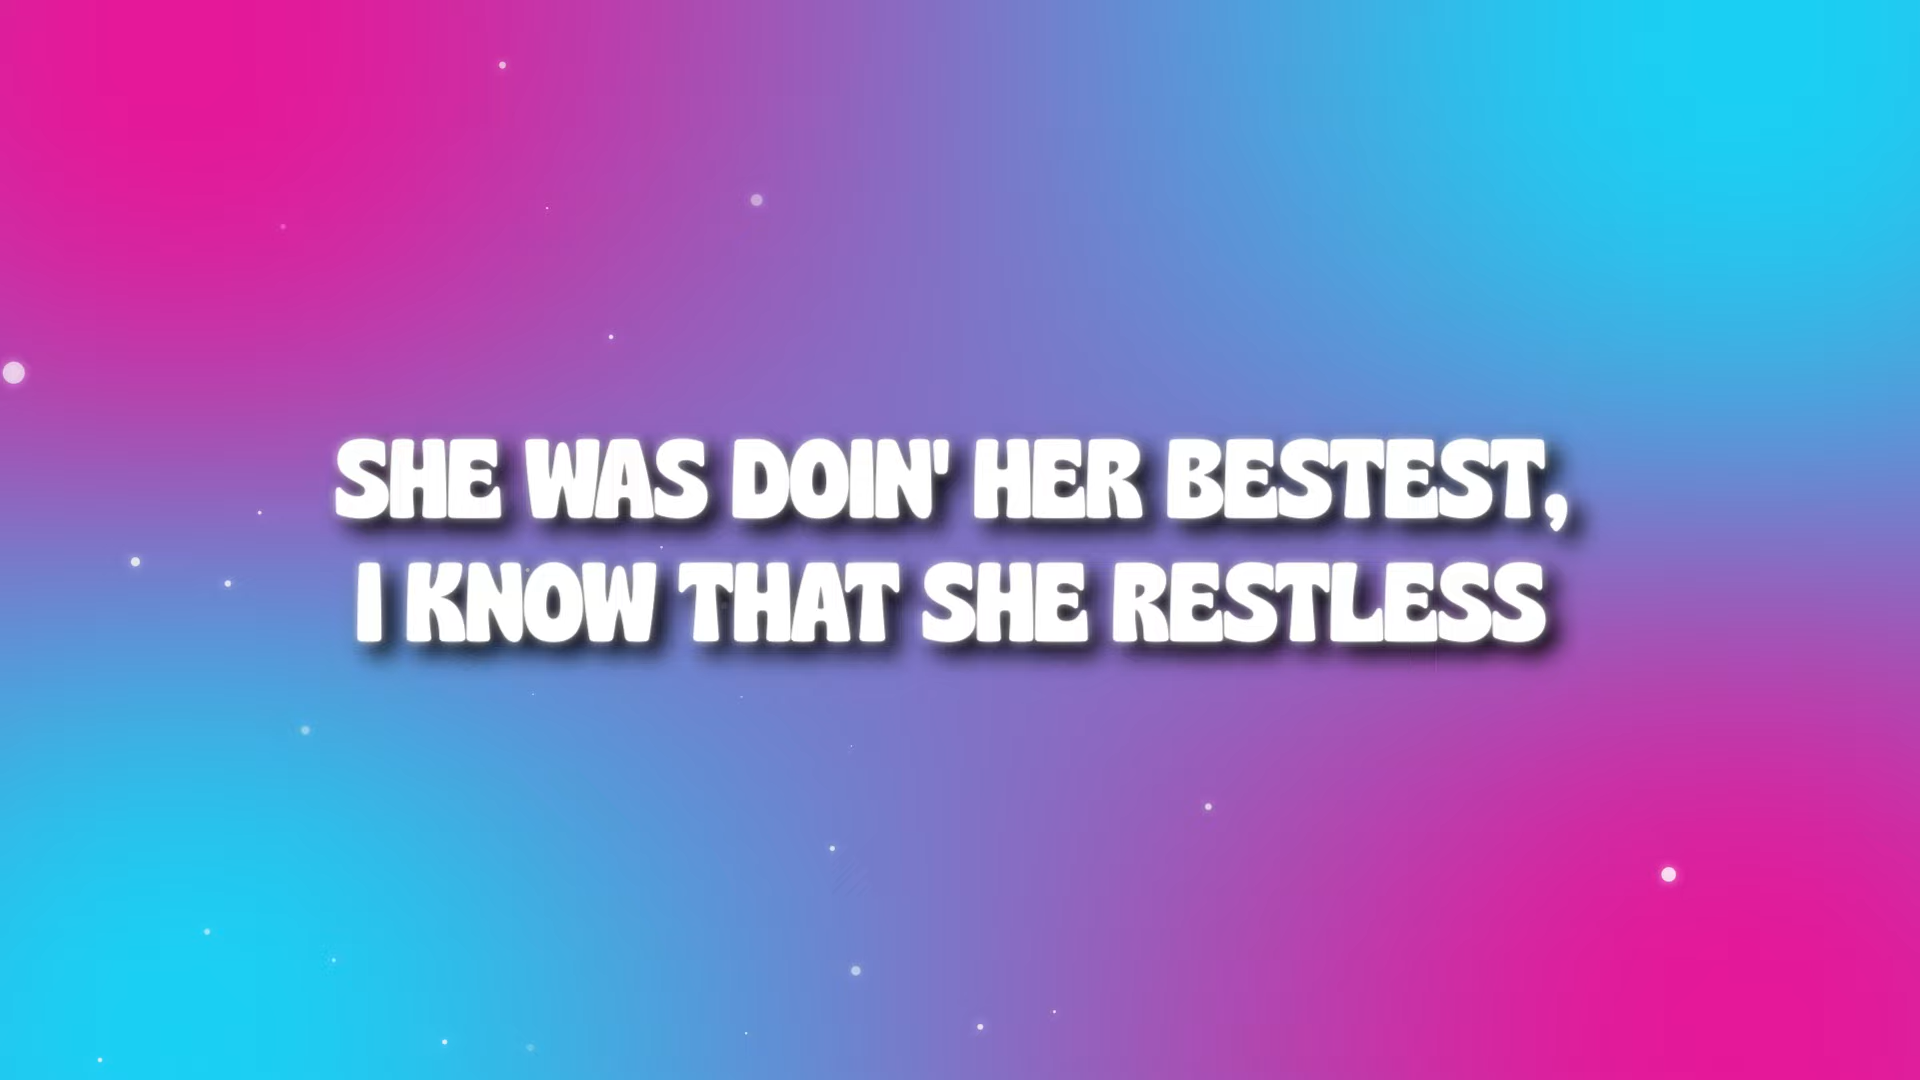 SHE WAS DOIN' HER BESTEST,
I KNOW THAT SHE RESTLESS